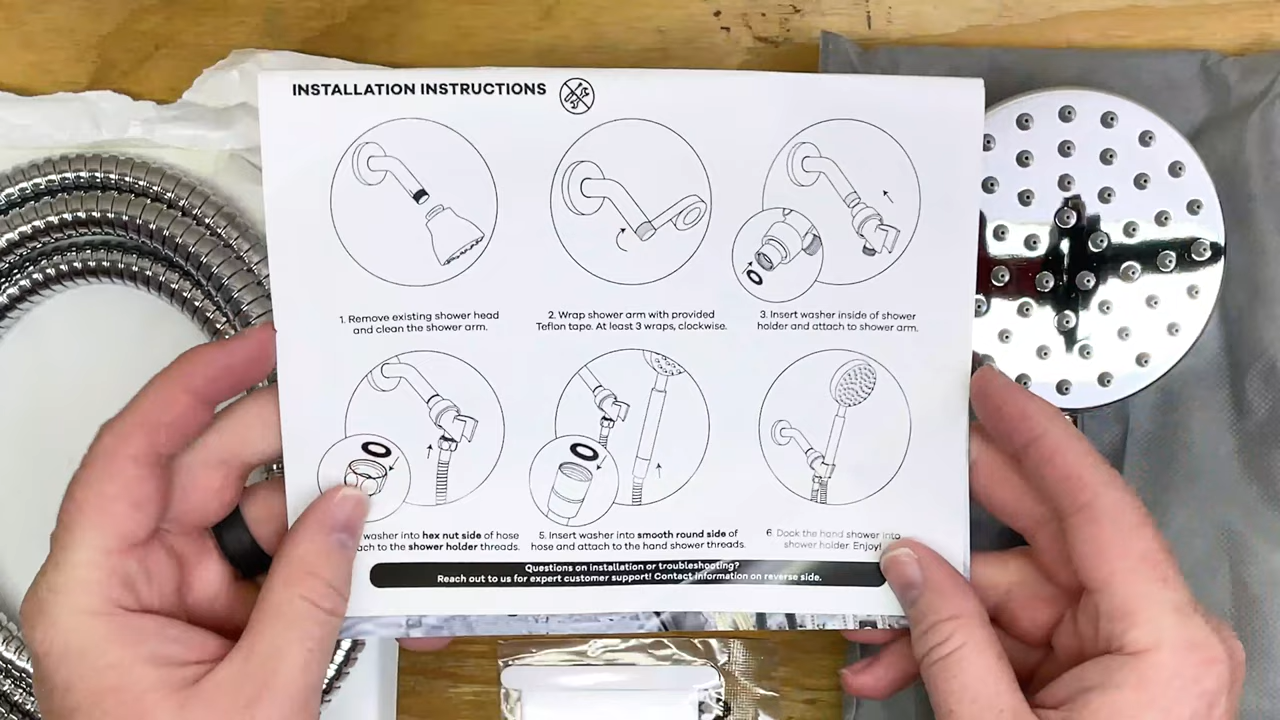 INSTALLATION INSTRUCTIONS
1. Remove existing shower head
and clean the shower arm.
2. Wrap shower arm with provided
Teflon tape. At least 3 wraps, clockwise.
3. Insert washer inside of shower
holder and attach to shower arm.
washer into hex nut side of hose
ach to the shower holder threads.
5. Insert washer into smooth round side of
hose and attach to the hand shower threads.
6. Dock the hand shower into
shower holder. Enjoy!
Questions on installation or troubleshooting?
Reach out to us for expert customer support! Contact information on reverse side.